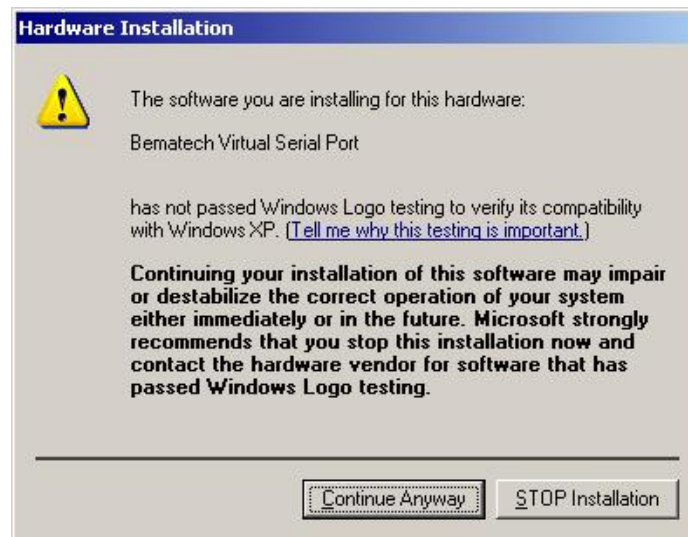 Hardware Installation
The software you are installing for this hardware:
Bematech Virtual Serial Port
has not passed Windows Logo testing to verify its compatibility
with Windows XP. (Tell me why this testing is important.)
Continuing your installation of this software may impair
or destabilize the correct operation of your system
either immediately or in the future. Microsoft strongly
recommends that you stop this installation now and
contact the hardware vendor for software that has
passed Windows Logo testing.
Continue Anyway
STOP Installation